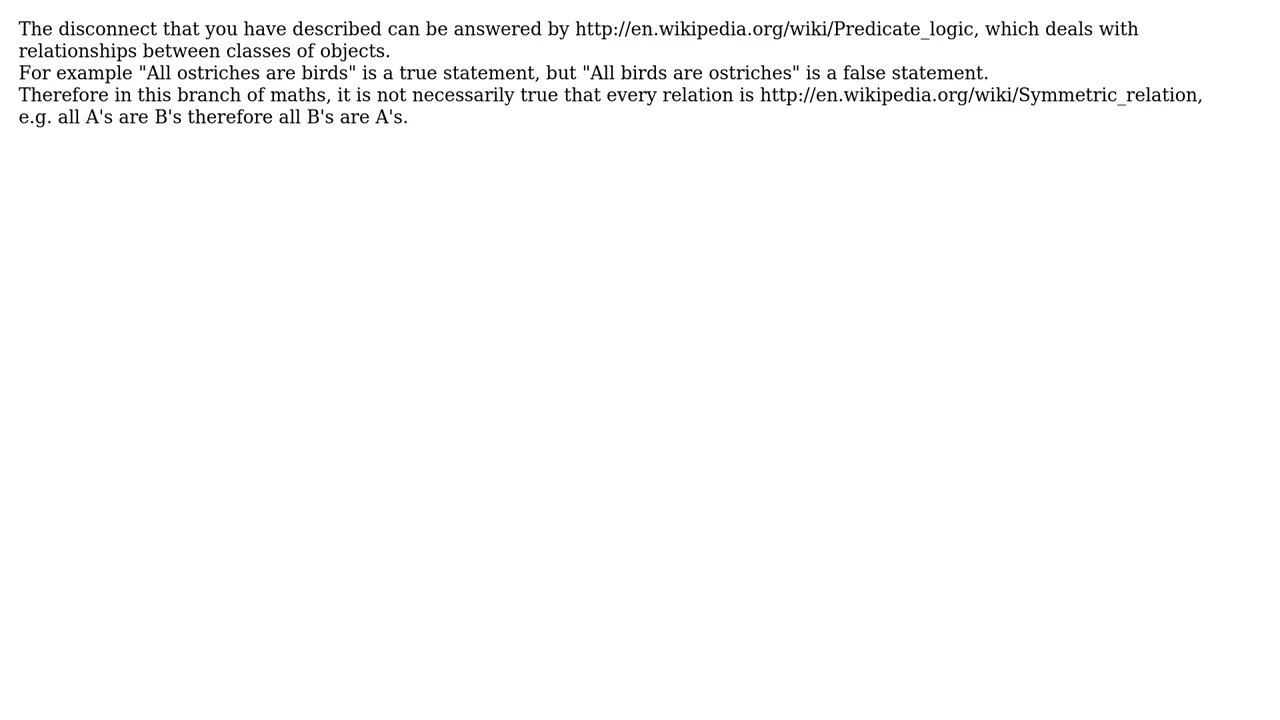 The disconnect that you have described can be answered by http://en.wikipedia.org/wiki/Predicate_logic, which deals with
relationships between classes of objects.
For example "All ostriches are birds" is a true statement, but "All birds are ostriches" is a false statement.
Therefore in this branch of maths, it is not necessarily true that every relation is http://en.wikipedia.org/wiki/Symmetric_relation,
e.g. all A's are B's therefore all B's are A's.